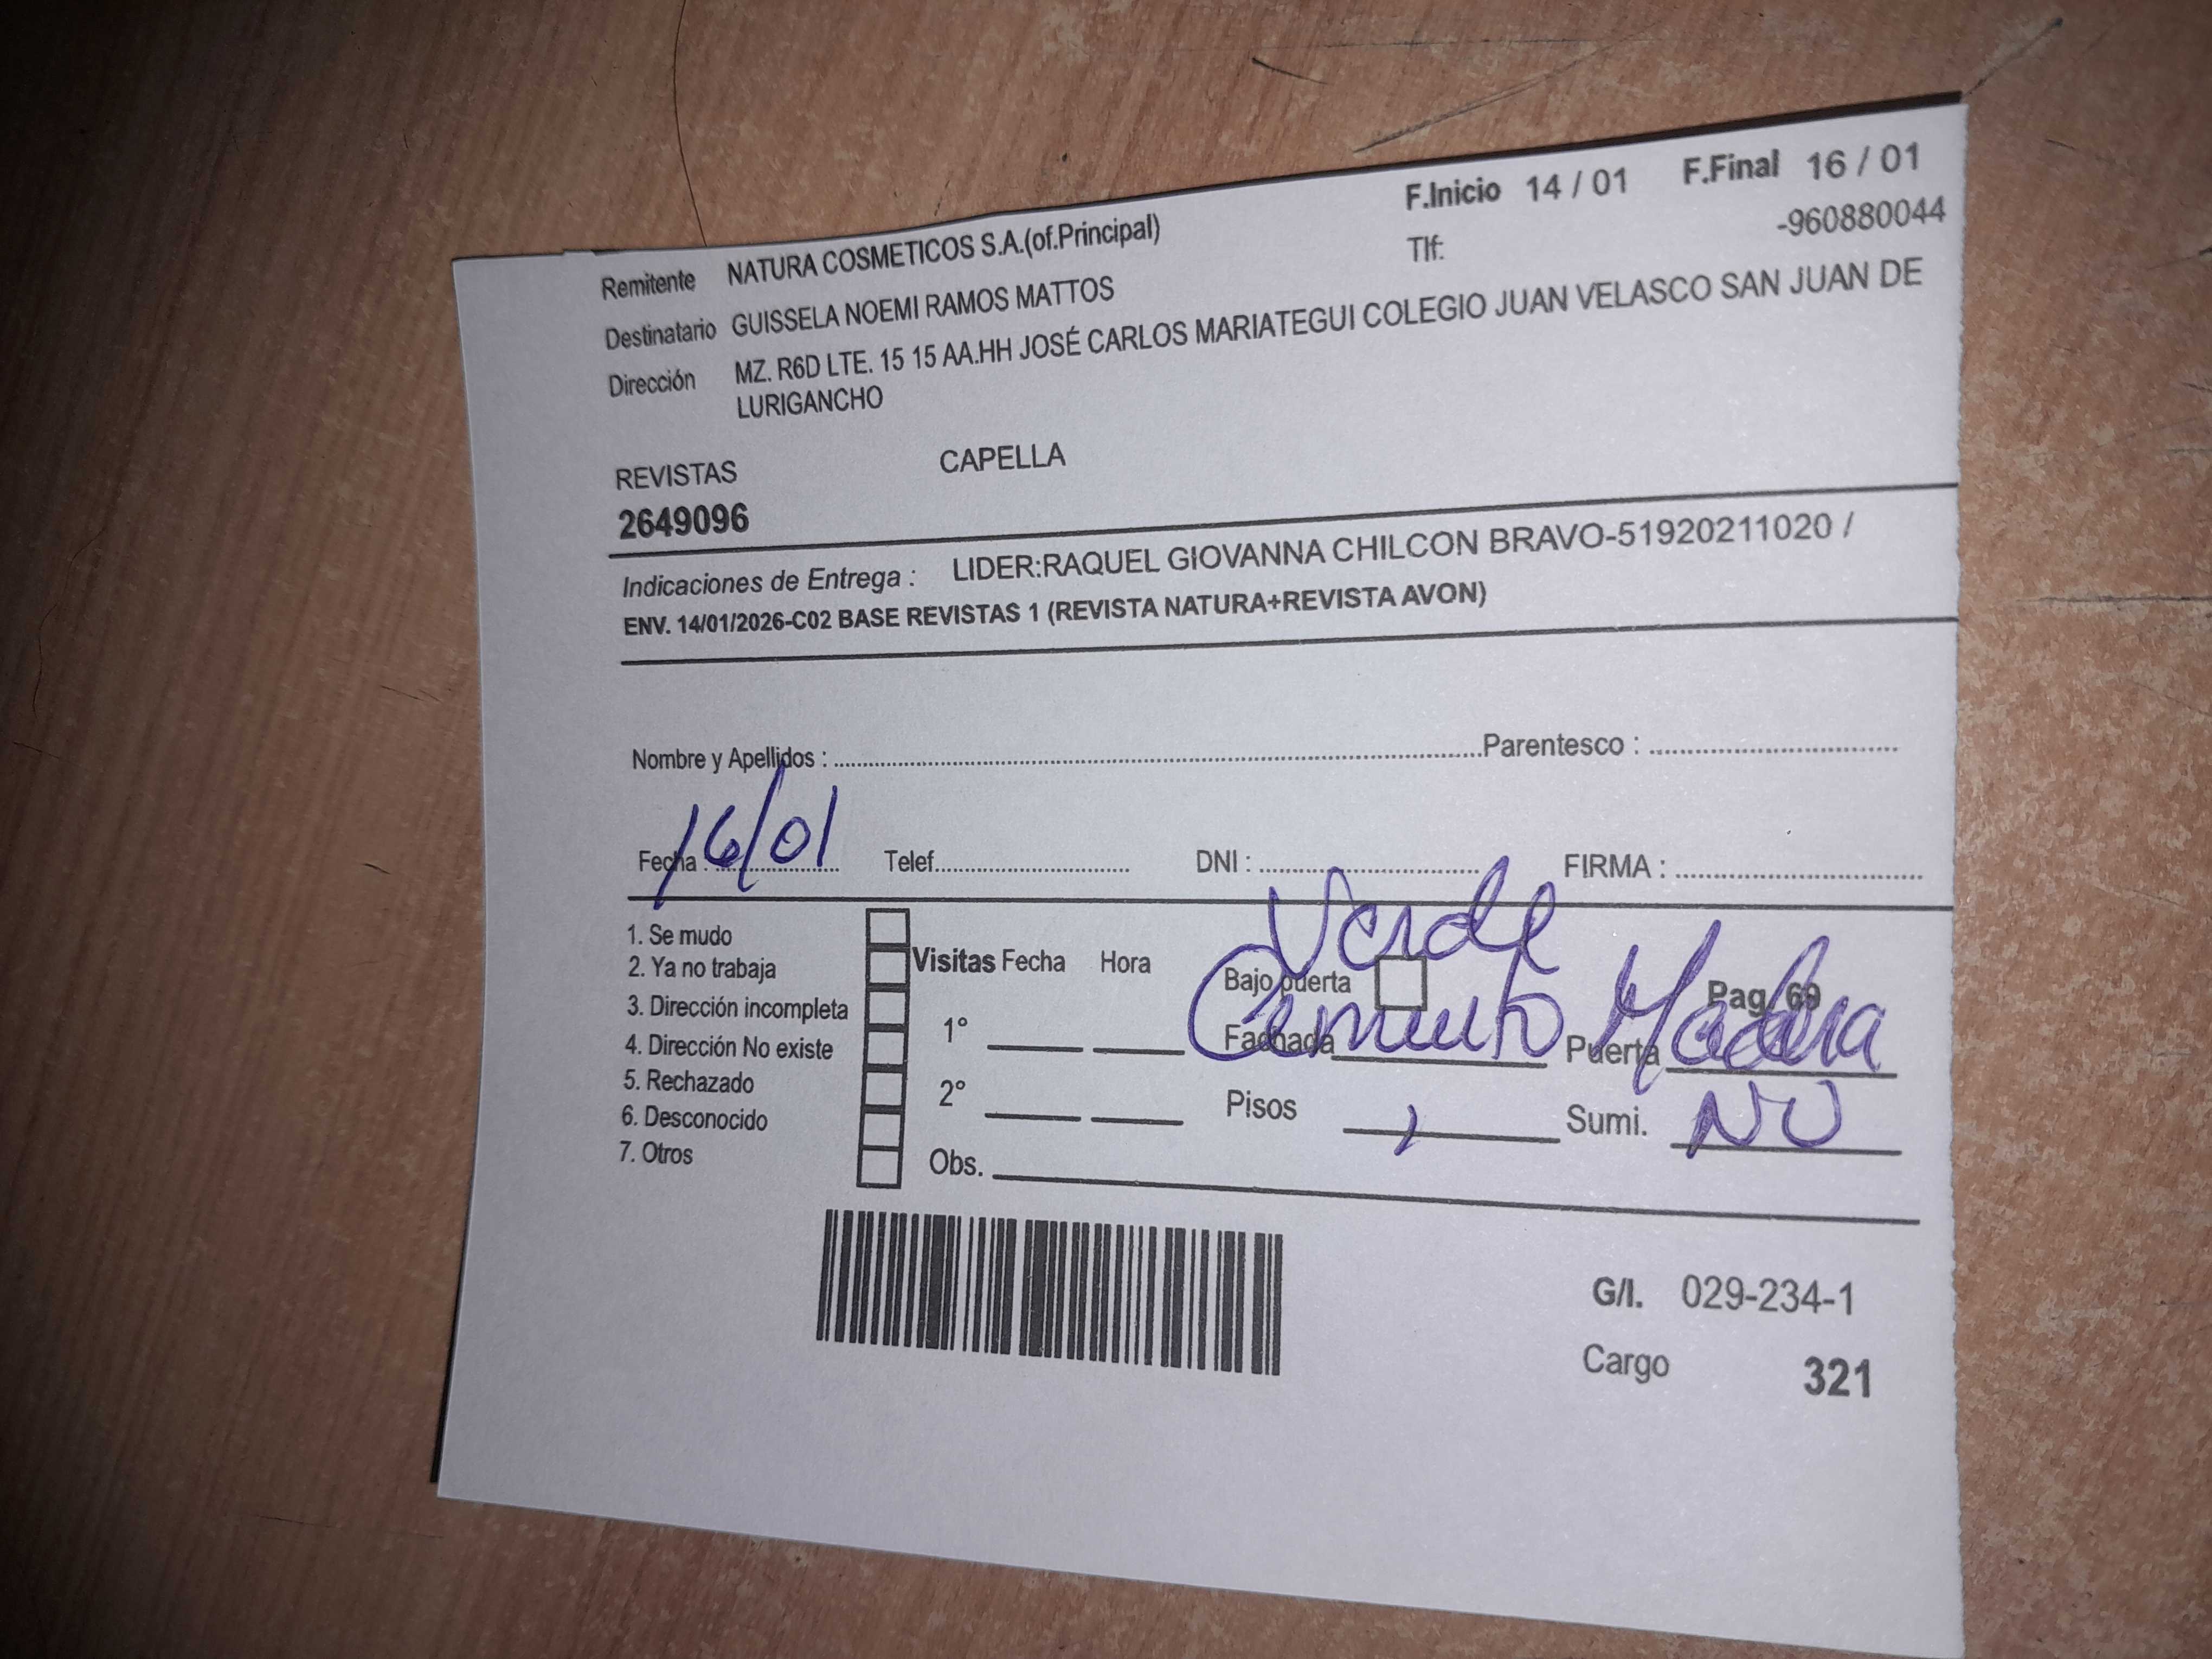 F.Inicio 14 / 01 F.Final 16 / 01
Remitente NATURA COSMETICOS S.A.(of.Principal) Tlf: -960880044
Destinatario GUISSELA NOEMI RAMOS MATTOS
Dirección MZ. R6D LTE. 15 15 AA.HH JOSÉ CARLOS MARIATEGUI COLEGIO JUAN VELASCO SAN JUAN DE
LURIGANCHO
REVISTAS CAPELLA
2649096
Indicaciones de Entrega : LIDER:RAQUEL GIOVANNA CHILCON BRAVO-51920211020 /
ENV. 14/01/2026-C02 BASE REVISTAS 1 (REVISTA NATURA+REVISTA AVON)
Nombre y Apellidos : Parentesco :
Fecha : 16/01 Telef. DNI : FIRMA :
Verde
1. Se mudo
2. Ya no trabaja
3. Dirección incompleta
4. Dirección No existe
5. Rechazado
6. Desconocido
7. Otros
Visitas Fecha Hora
1°
2°
Obs.
Bajo puerta Pag. 69
Fachada Cemento Puerta Madera
Pisos 1 Sumi. NO
G/I. 029-234-1
Cargo 321